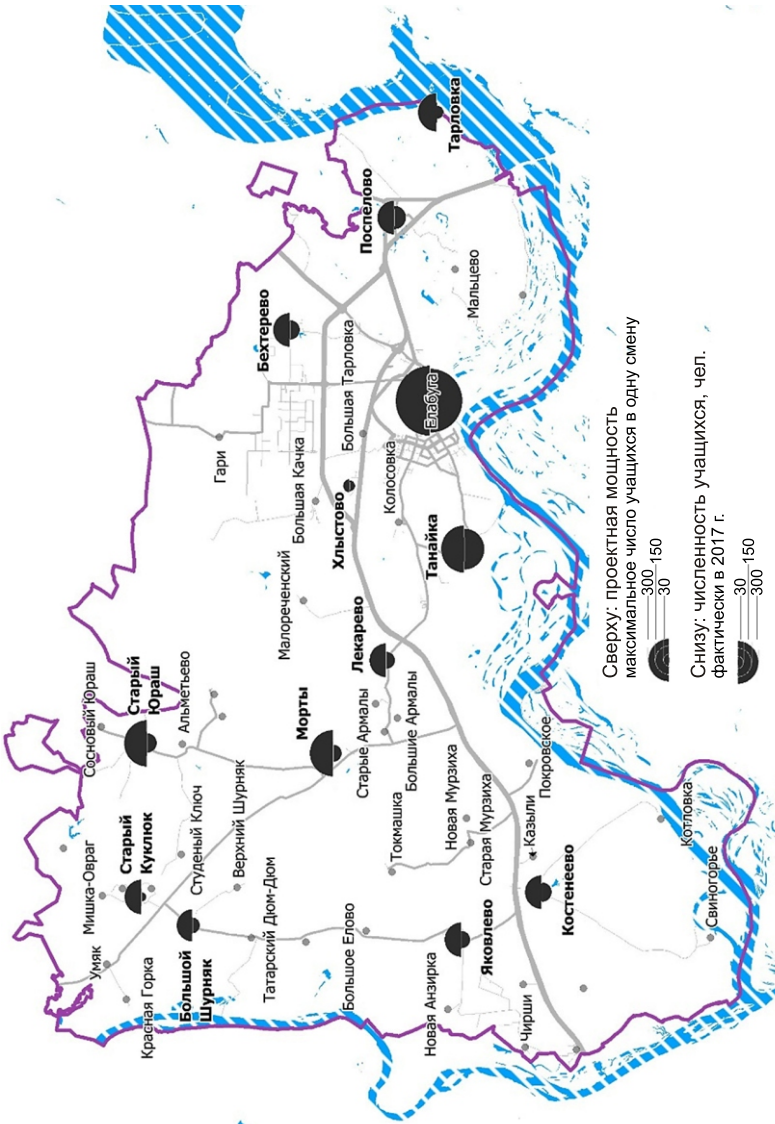 Сосновый Юраш
Старый
Юраш
Альметьево
Мишка-Овраг
Старый
Куклюк
Студеный Ключ
Верхний Шурняк
Умяк
Красная Горка
Большой
Шурняк
Татарский Дюм-Дюм
Большое Елово
Морты
Старые Армалы
Большие Армалы
Токмашка
Новая Мурзиха
Старая Мурзиха
Покровское
Казыли
Новая Анзирка
Яковлево
Костенеево
Чирши
Котловка
Свиногорье
Гари
Малореченский
Большая Качка
Хлыстово
Лекарево
Большая Тарловка
Колосовка
Танайка
Елабуга
Бехтерево
Поспелово
Тарловка
Мальцево
Сверху: проектная мощность
максимальное число учащихся в одну смену
300
150
30
Снизу: численность учащихся, чел.
фактически в 2017 г.
30
150
300